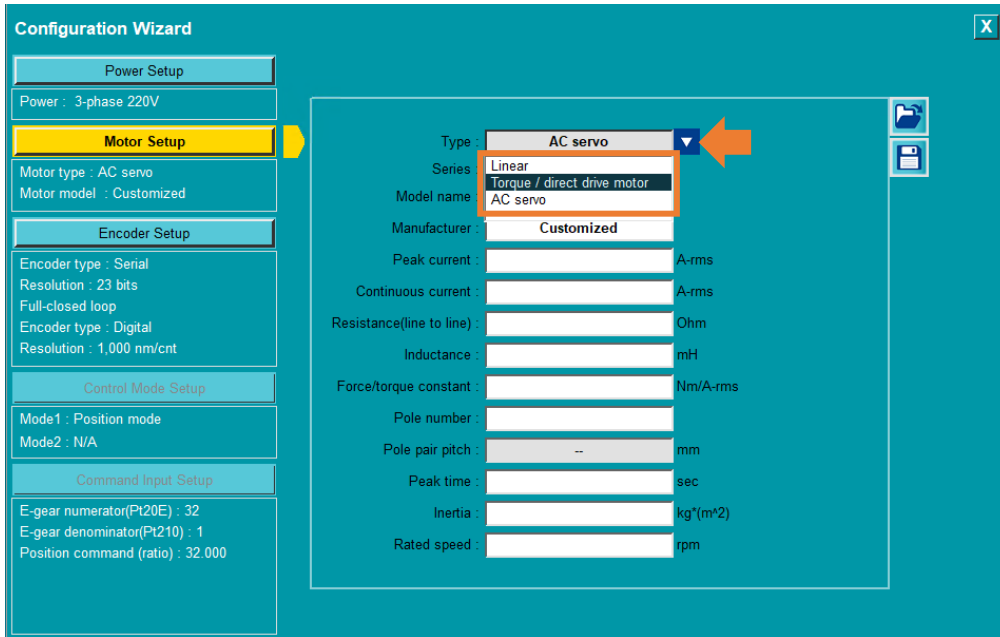 Configuration Wizard
X
Power Setup
Power : 3-phase 220V
Motor Setup
Motor type : AC servo
Motor model : Customized
Encoder Setup
Encoder type : Serial
Resolution : 23 bits
Full-closed loop
Encoder type : Digital
Resolution : 1,000 nm/cnt
Control Mode Setup
Mode1 : Position mode
Mode2 : N/A
Command Input Setup
E-gear numerator(Pt20E) : 32
E-gear denominator(Pt210) : 1
Position command (ratio) : 32.000
Type : AC servo
Series
Linear
Torque / direct drive motor
Model name
AC servo
Manufacturer : Customized
Peak current : A-rms
Continuous current : A-rms
Resistance(line to line) : Ohm
Inductance : mH
Force/torque constant : Nm/A-rms
Pole number :
Pole pair pitch : -- mm
Peak time : sec
Inertia : kg*(m^2)
Rated speed : rpm